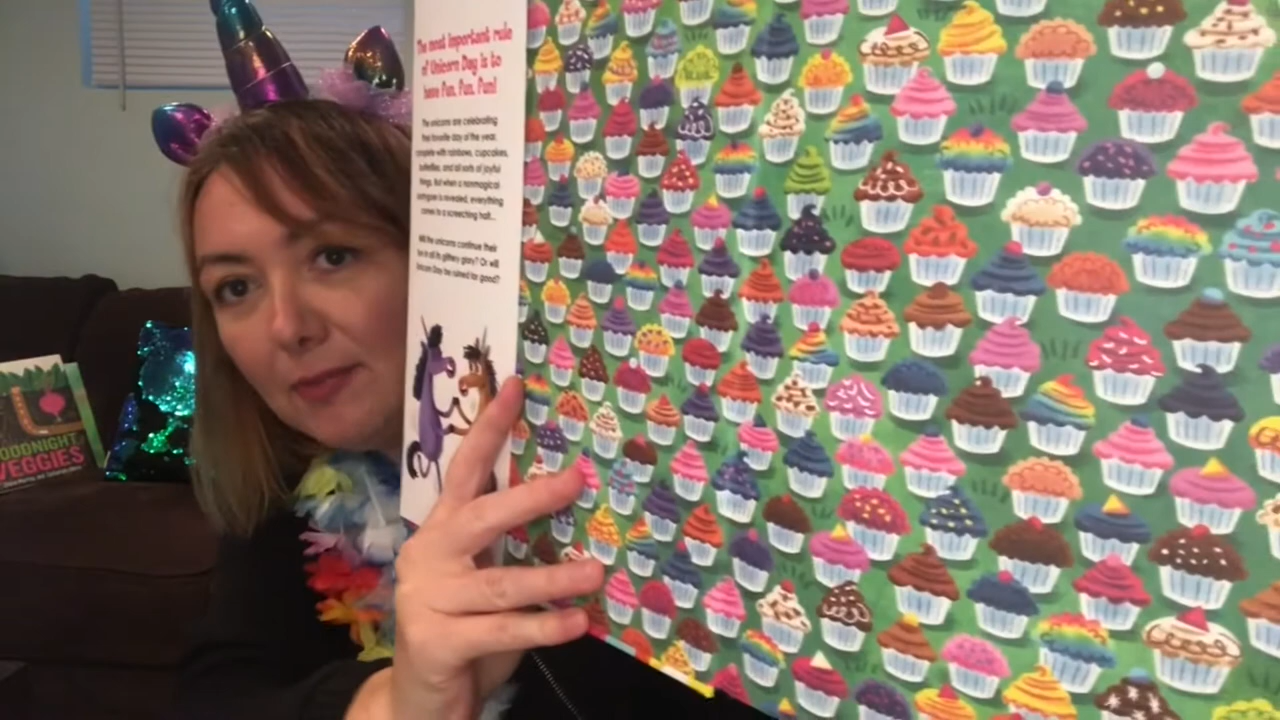 The most important rule
of Unicorn Day is to
have fun, fun, fun!
The unicorns are celebrating
their favorite day of the year,
complete with rainbows, cupcakes,
butterflies, and all sorts of joyful
things. But when a nonmagical
is revealed, everything
comes to a screeching halt...
Will the unicorns continue their
fun in all its glittery glory? Or will
Unicorn Day be ruined for good?
GOODNIGHT
VEGGIES